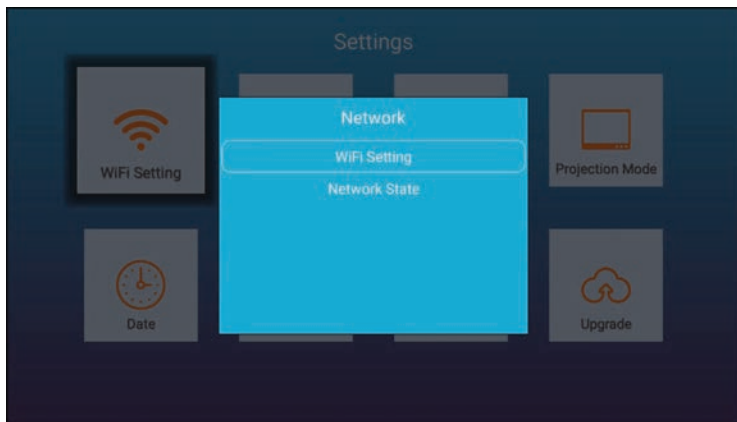 Settings
Network
WiFi Setting
Network State
WiFi Setting
Projection Mode
Date
Upgrade